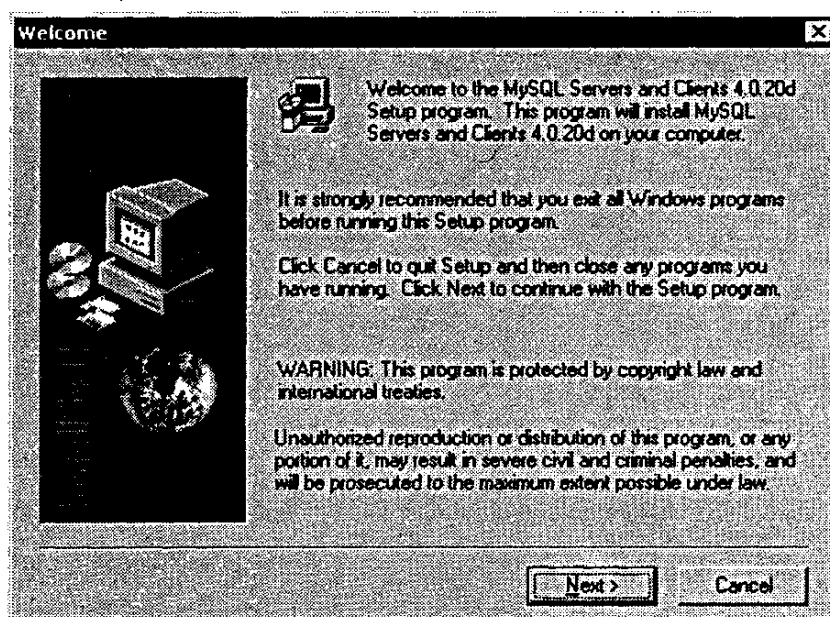 Welcome
Welcome to the MySQL Servers and Clients 4.0.20d
Setup program. This program will install MySQL
Servers and Clients 4.0.20d on your computer.
It is strongly recommended that you exit all Windows programs
before running this Setup program.
Click Cancel to quit Setup and then close any programs you
have running. Click Next to continue with the Setup program.
WARNING: This program is protected by copyright law and
international treaties.
Unauthorized reproduction or distribution of this program, or any
portion of it, may result in severe civil and criminal penalties, and
will be prosecuted to the maximum extent possible under law.
Next >
Cancel